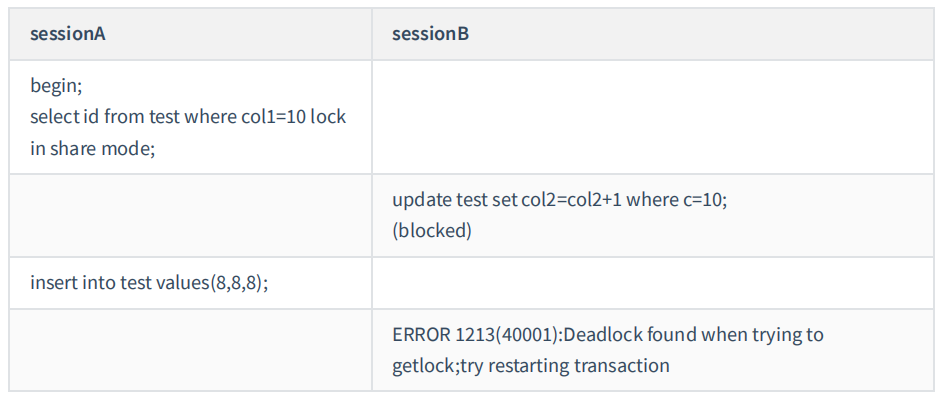 sessionA
sessionB
begin;
select id from test where col1=10 lock
in share mode;
update test set col2=col2+1 where c=10;
(blocked)
insert into test values(8,8,8);
ERROR 1213(40001):Deadlock found when trying to
getlock;try restarting transaction